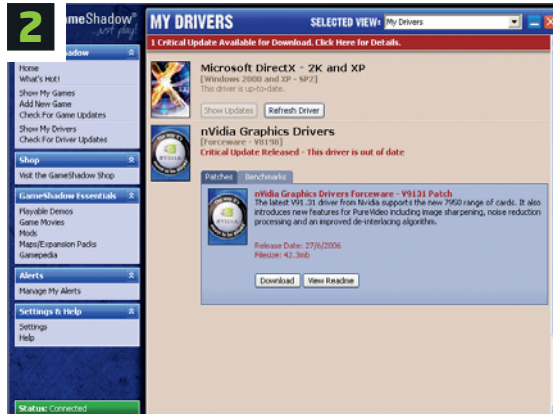 2
meShadow®
...just play!
adow
Home
What's Hot!
Show My Games
Add New Game
Check For Game Updates
Show My Drivers
Check For Driver Updates
Shop
Visit the GameShadow Shop
GameShadow Essentials
Playable Demos
Game Movies
Mods
Maps/Expansion Packs
Gamepedia
Alerts
Manage My Alerts
Settings & Help
Settings
Help
Status: Connected
MY DRIVERS
SELECTED VIEW: My Drivers
1 Critical Update Available for Download. Click Here for Details.
Microsoft DirectX - 2K and XP
[Windows 2000 and XP - SP2]
This driver is up-to-date.
Show Updates Refresh Driver
nVidia Graphics Drivers
[Forceware - V8198]
Critical Update Released - This driver is out of date
Patches Benchmarks
nVidia Graphics Drivers Forceware - V9131 Patch
The latest V91.31 driver from Nvidia supports the new 7950 range of cards. It also
introduces new features for PureVideo including image sharpening, noise reduction
processing and an improved de-interlacing algorithm.
Release Date: 27/6/2006
Filesize: 42.3mb
Download View Readme